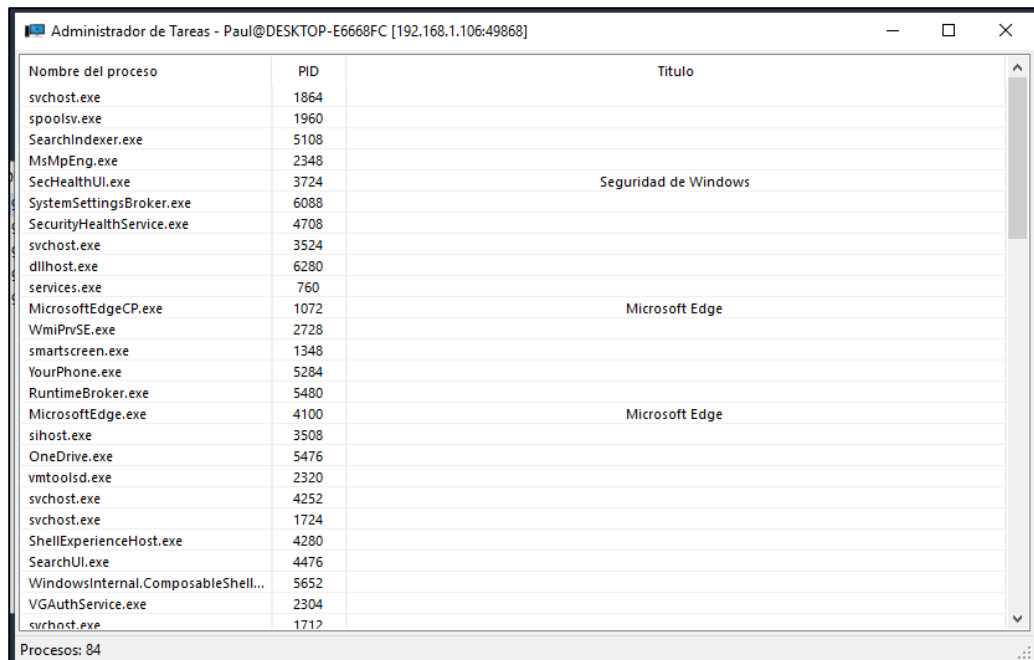 Administrador de Tareas - Paul@DESKTOP-E6668FC [192.168.1.106:49868]
Nombre del proceso PID Titulo
svchost.exe 1864
spoolsv.exe 1960
SearchIndexer.exe 5108
MsMpEng.exe 2348
SecHealthUI.exe 3724 Seguridad de Windows
SystemSettingsBroker.exe 6088
SecurityHealthService.exe 4708
svchost.exe 3524
dllhost.exe 6280
services.exe 760
MicrosoftEdgeCP.exe 1072 Microsoft Edge
WmiPrvSE.exe 2728
smartscreen.exe 1348
YourPhone.exe 5284
RuntimeBroker.exe 5480
MicrosoftEdge.exe 4100 Microsoft Edge
sihost.exe 3508
OneDrive.exe 5476
vmtoolsd.exe 2320
svchost.exe 4252
svchost.exe 1724
ShellExperienceHost.exe 4280
SearchUI.exe 4476
WindowsInternal.ComposableShell... 5652
VGAuthService.exe 2304
svchost.exe 1712
Procesos: 84